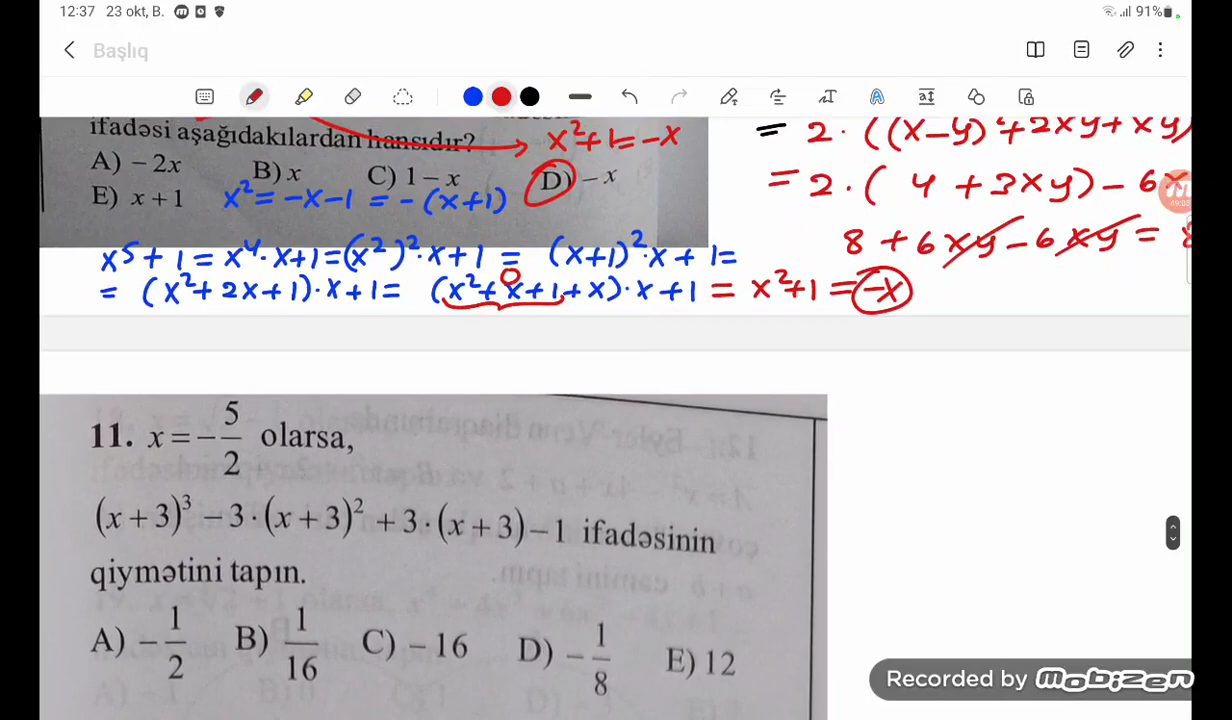 12:37 23 okt, B.
91%
Başlıq
ifadəsi aşağıdakılardan hansıdır?
x²+1=-x
A) − 2x B) x C) 1 − x D) − x
E) x + 1 x² = -x-1 = -(x+1)
x⁵+1 = x⁴·x+1=(x²)²·x+1 = (x+1)²·x+1=
= (x²+2x+1)·x+1= (x²+x+1+x)·x+1 = x²+1 = -x
0
= 2·((x-y)²+2xy+xy)
= 2·( 4 + 3xy) - 6x
8 + 6xy - 6xy = 8
11. x = − 5/2 olarsa,
(x + 3)³ − 3 · (x + 3)² + 3 · (x + 3) − 1 ifadəsinin
qiymətini tapın.
A) − 1/2 B) 1/16 C) − 16 D) − 1/8 E) 12
Recorded by mobizen